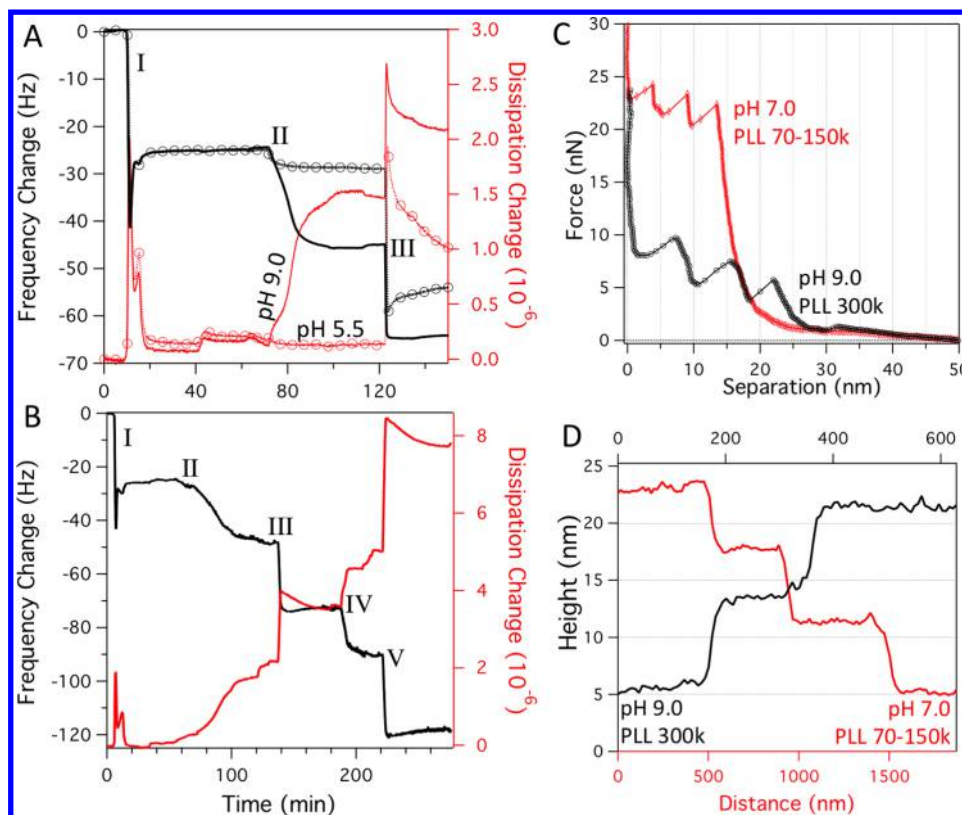 A
Frequency Change (Hz)
0
-10
-20
-30
-40
-50
-60
-70
I
II
III
pH 9.0
pH 5.5
0
40
80
120
3.0
2.5
2.0
1.5
1.0
0.5
0.0
Dissipation Change (10-6)
C
Force (nN)
30
25
20
15
10
5
0
pH 7.0
PLL 70-150k
pH 9.0
PLL 300k
0
10
20
30
40
50
Separation (nm)
B
Frequency Change (Hz)
0
-20
-40
-60
-80
-100
-120
I
II
III
IV
V
0
100
200
Time (min)
8
6
4
2
0
Dissipation Change (10-6)
D
0
200
400
600
Height (nm)
25
20
15
10
5
0
pH 9.0
PLL 300k
pH 7.0
PLL 70-150k
0
500
1000
1500
Distance (nm)